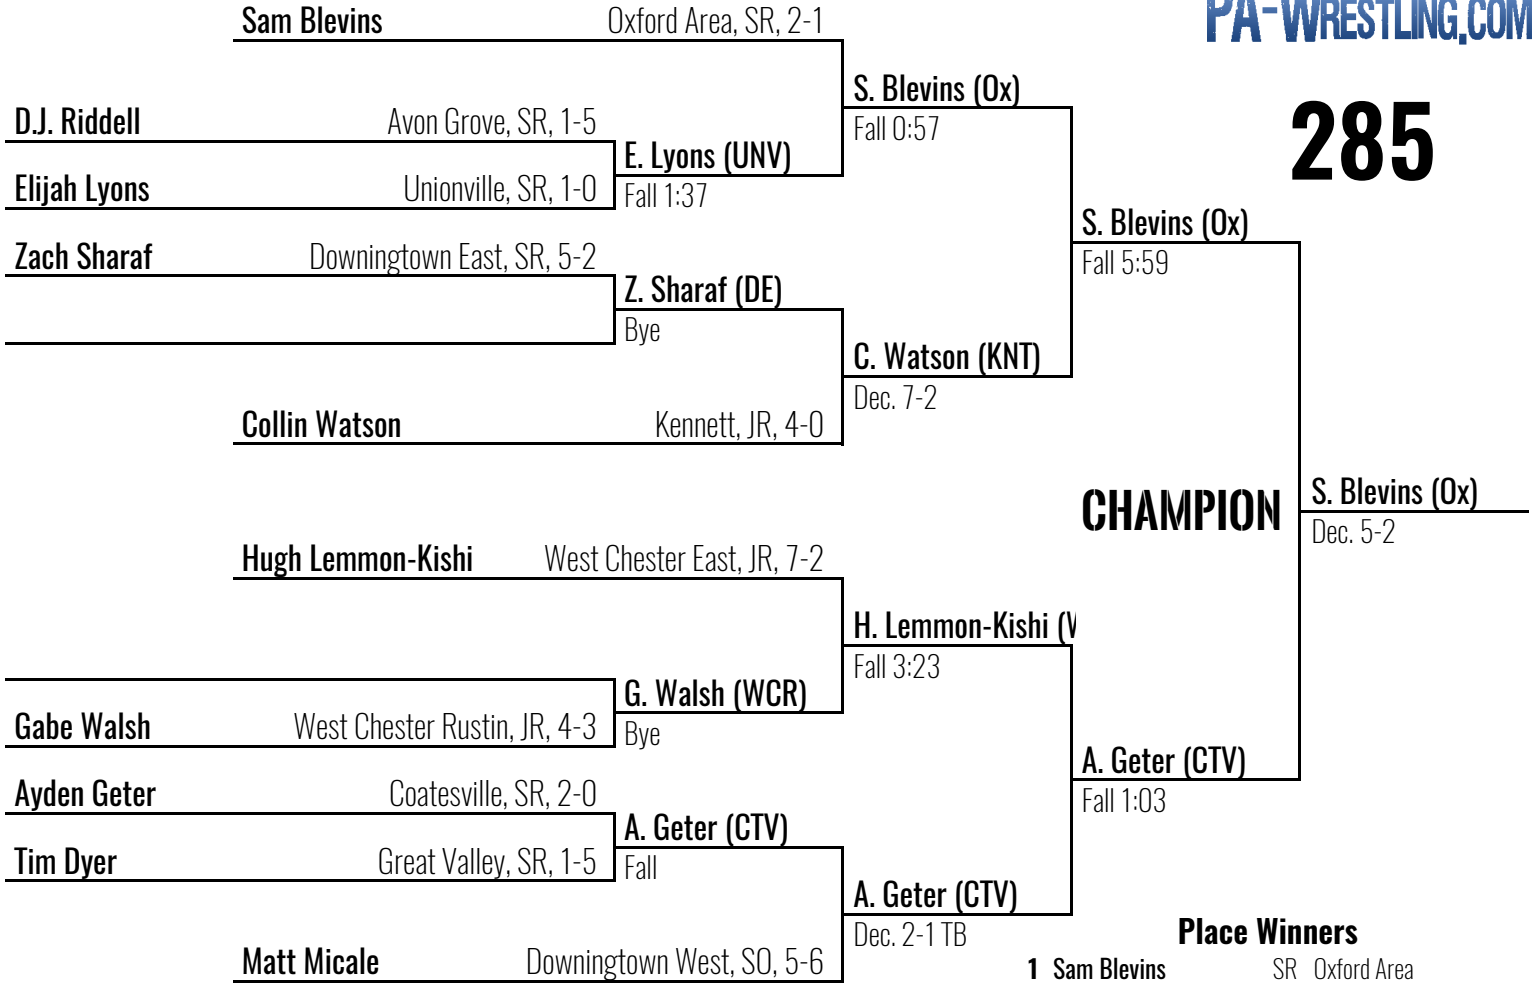 PA-WRESTLING.COM
285
Sam Blevins Oxford Area, SR, 2-1
S. Blevins (Ox)
Fall 0:57
D.J. Riddell Avon Grove, SR, 1-5
E. Lyons (UNV)
Fall 1:37
Elijah Lyons Unionville, SR, 1-0
S. Blevins (Ox)
Fall 5:59
Zach Sharaf Downingtown East, SR, 5-2
Z. Sharaf (DE)
Bye
C. Watson (KNT)
Dec. 7-2
Collin Watson Kennett, JR, 4-0
CHAMPION
S. Blevins (Ox)
Dec. 5-2
Hugh Lemmon-Kishi West Chester East, JR, 7-2
H. Lemmon-Kishi (
Fall 3:23
G. Walsh (WCR)
Bye
Gabe Walsh West Chester Rustin, JR, 4-3
A. Geter (CTV)
Fall 1:03
Ayden Geter Coatesville, SR, 2-0
A. Geter (CTV)
Fall
Tim Dyer Great Valley, SR, 1-5
A. Geter (CTV)
Dec. 2-1 TB
Matt Micale Downingtown West, SO, 5-6
Place Winners
1 Sam Blevins SR Oxford Area